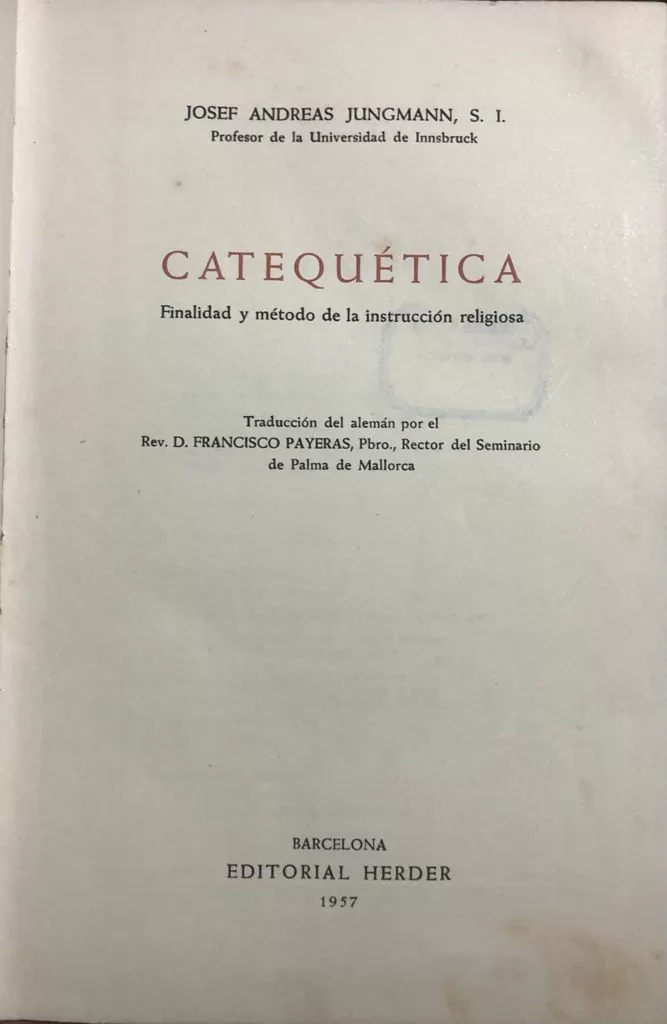 JOSEF ANDREAS JUNGMANN, S. I.
Profesor de la Universidad de Innsbruck
CATEQUÉTICA
Finalidad y método de la instrucción religiosa
Traducción del alemán por el
Rev. D. FRANCISCO PAYERAS, Pbro., Rector del Seminario
de Palma de Mallorca
BARCELONA
EDITORIAL HERDER
1957